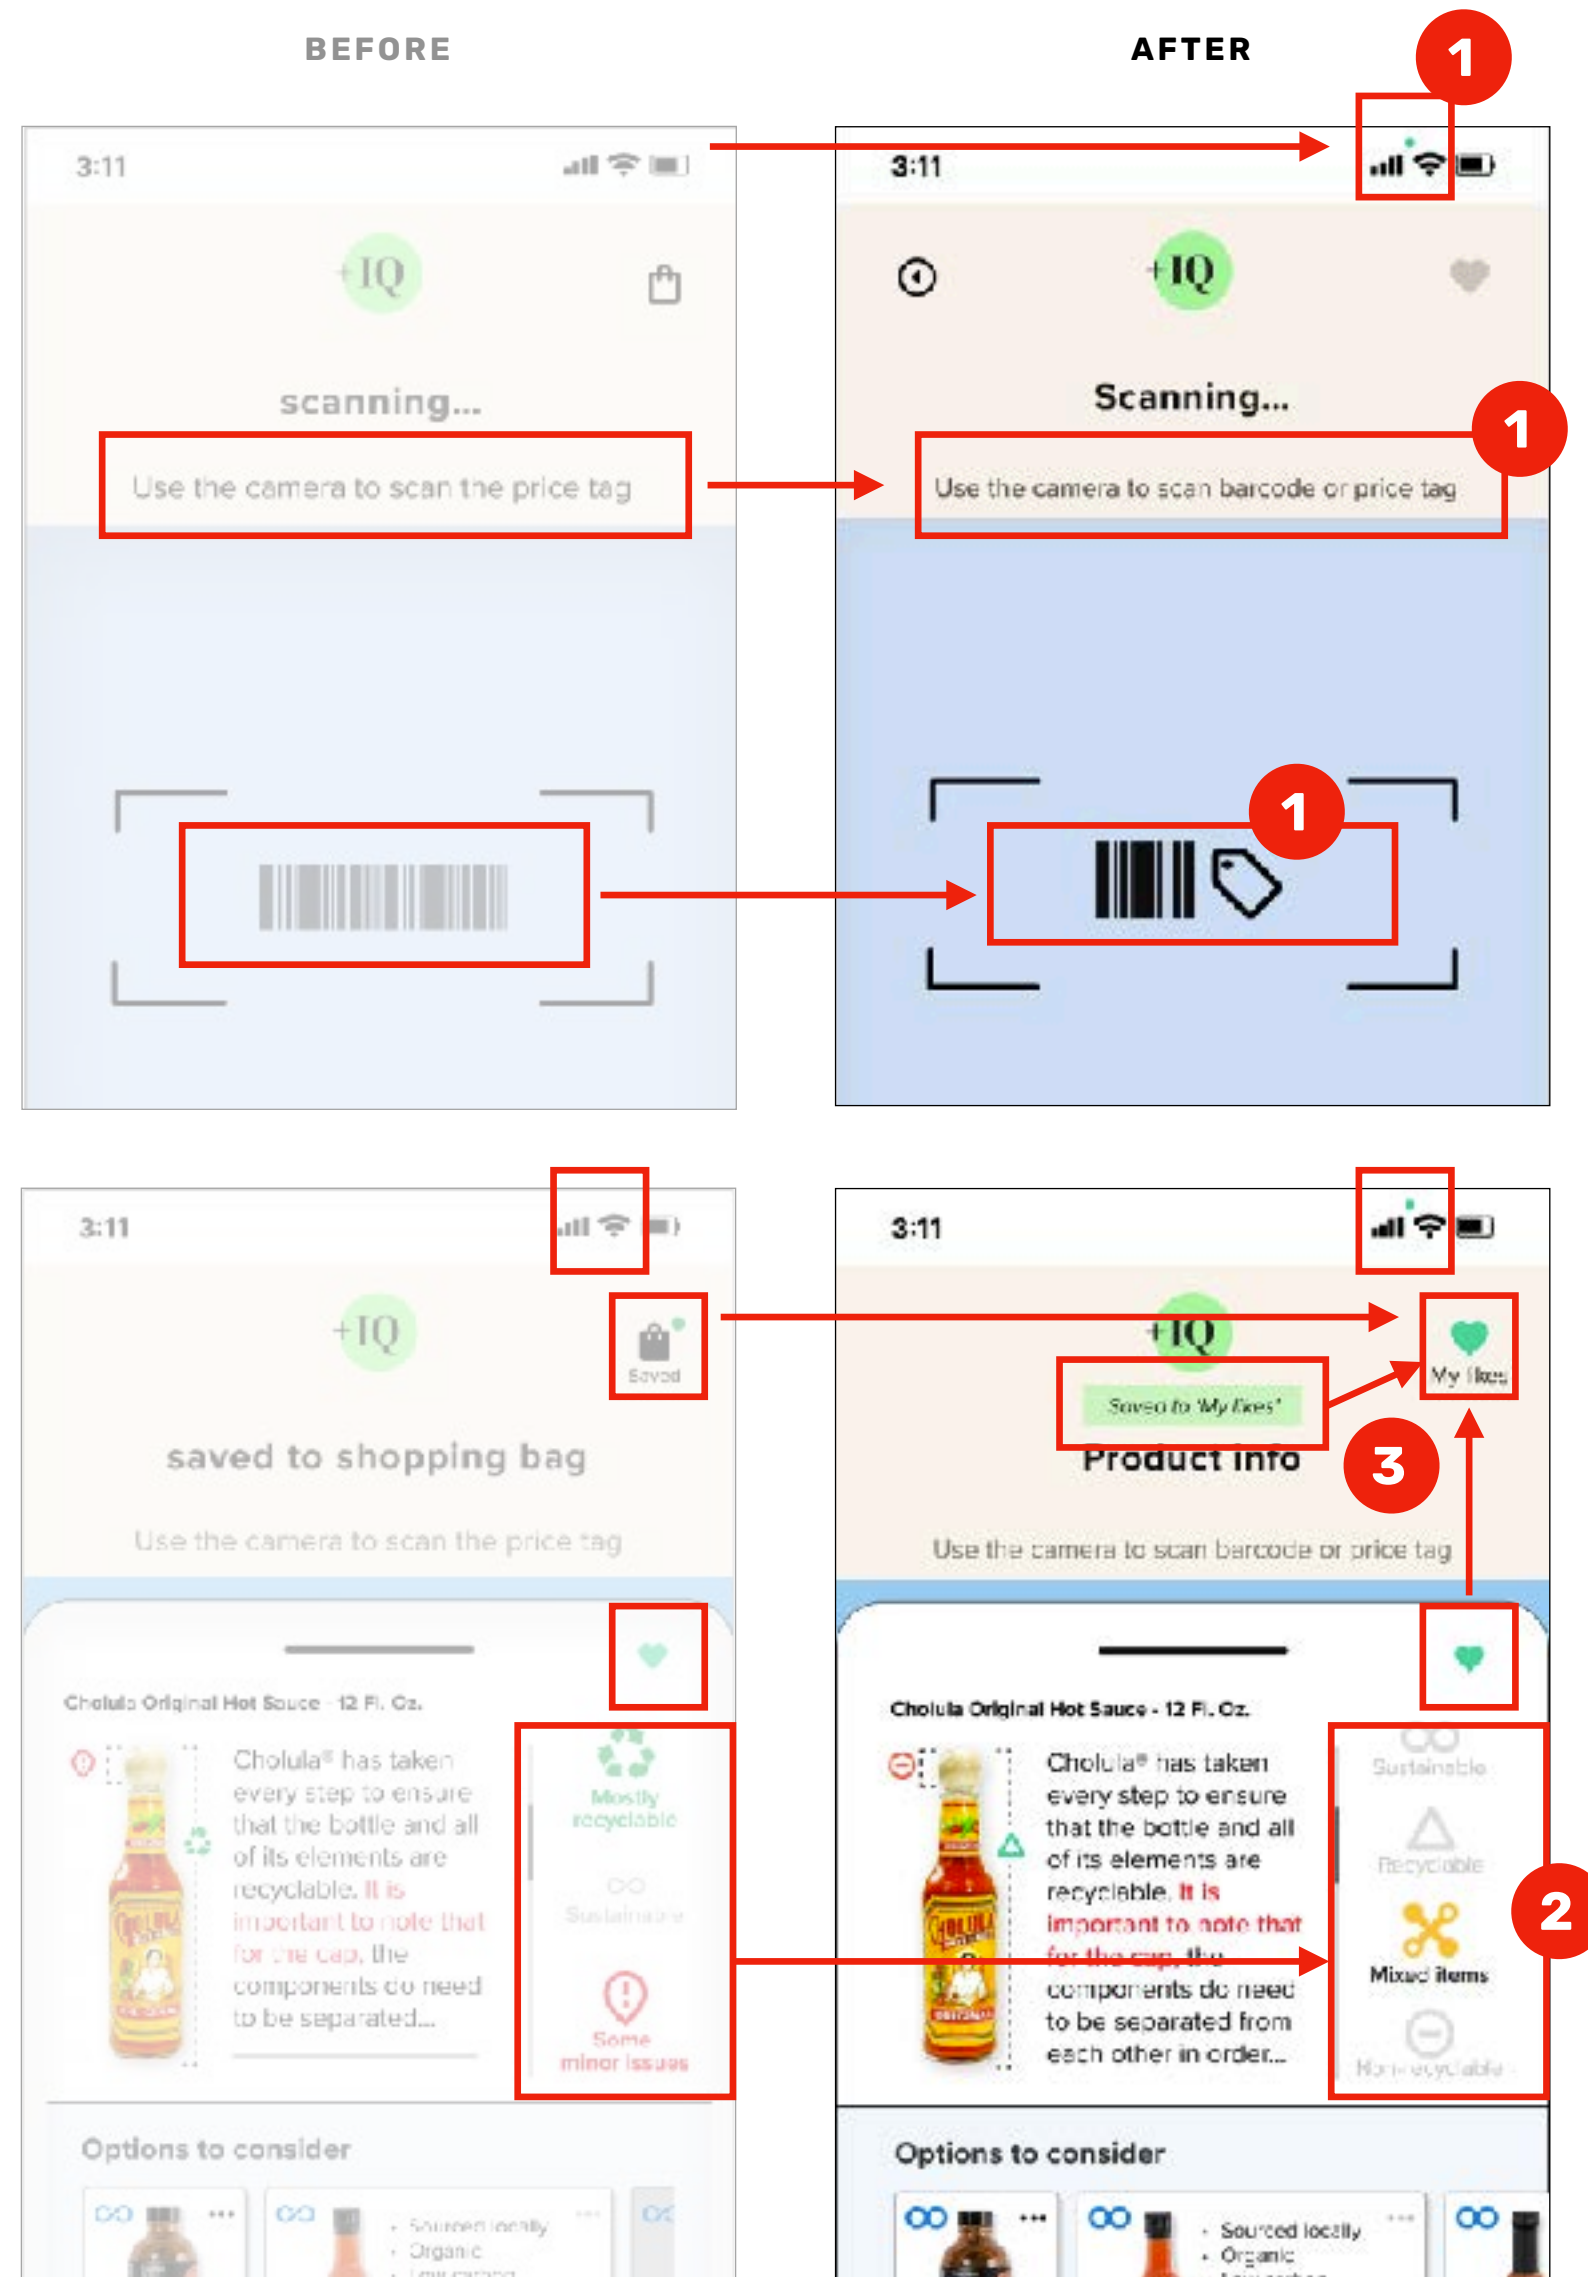 BEFORE
AFTER
1
3:11
3:11
+IQ
+IQ
scanning...
Scanning...
1
Use the camera to scan the price tag
Use the camera to scan barcode or price tag
1
3:11
3:11
+IQ
Saved
+IQ
My likes
Saved to 'My likes'
saved to shopping bag
Product info
3
Use the camera to scan the price tag
Use the camera to scan barcode or price tag
Cholula Original Hot Sauce - 12 Fl. Oz.
Cholula® has taken
every step to ensure
that the bottle and all
of its elements are
recyclable. It is
important to note that
for the cap, the
components do need
to be separated...
Mostly
recyclable
Sustainable
Some
minor issues
Cholula Original Hot Sauce - 12 Fl. Oz.
Cholula® has taken
every step to ensure
that the bottle and all
of its elements are
recyclable. It is
important to note that
for the cap, the
components do need
to be separated from
each other in order...
Sustainable
Recyclable
2
Mixed items
Non-recyclable
CHOLULA
ORIGINAL
CHOLULA
ORIGINAL
Options to consider
Sourced locally
Organic
Low carbon
Options to consider
Sourced locally
Organic
Low carbon